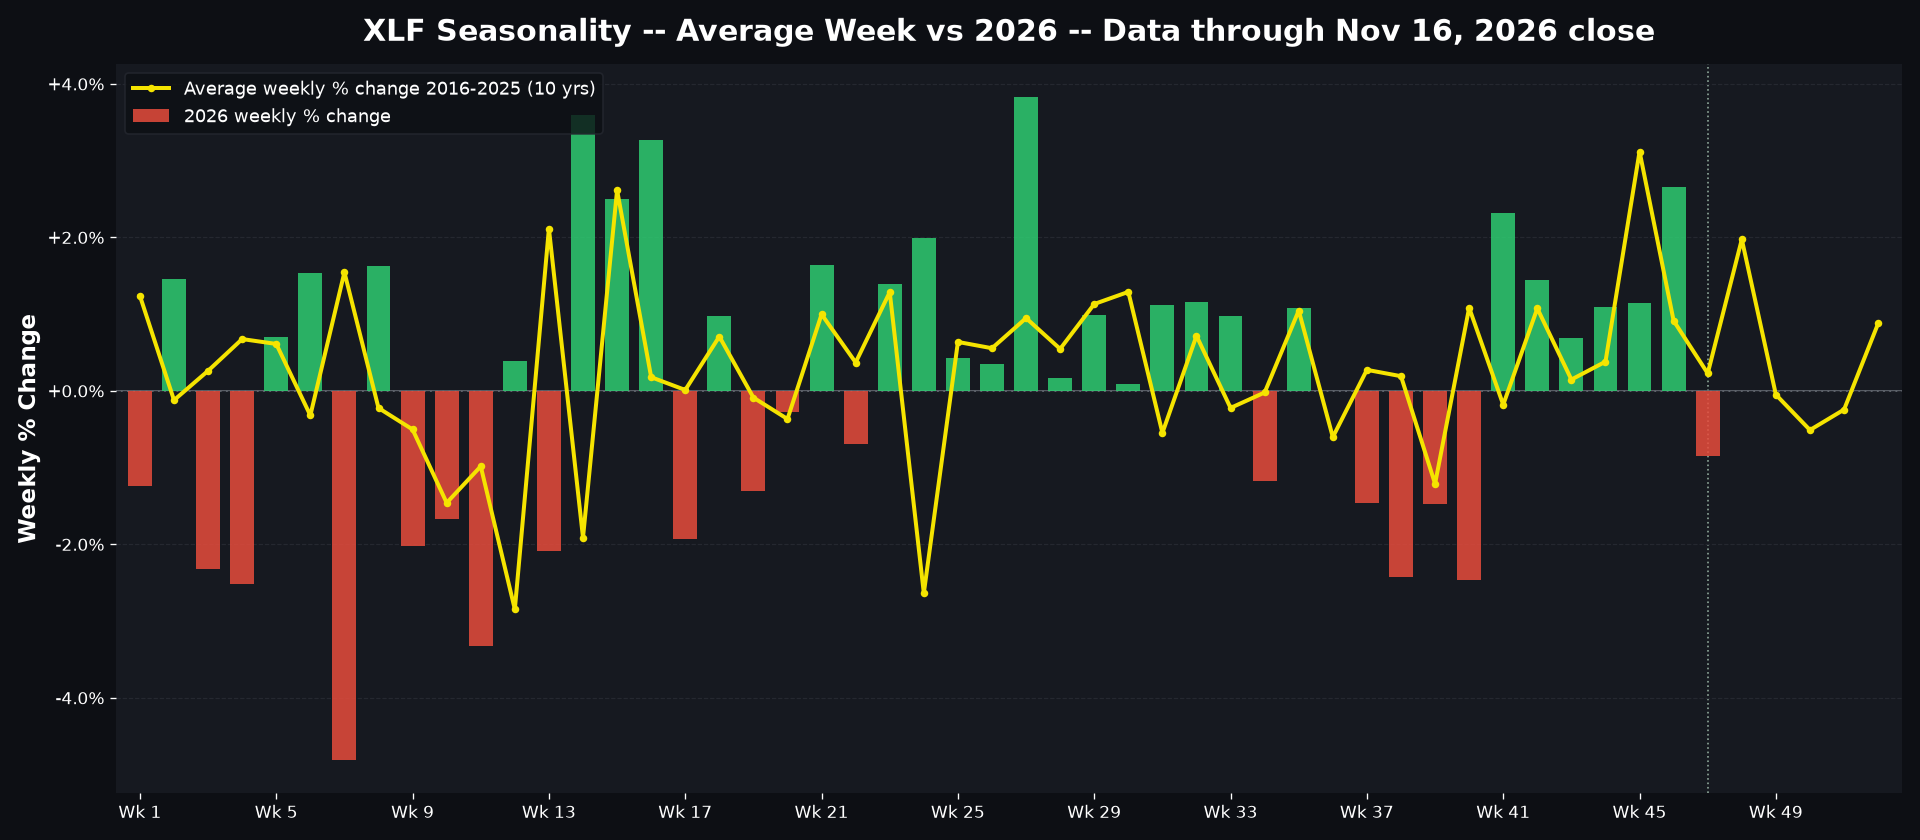 XLF Seasonality -- Average Week vs 2026 -- Data through Nov 16, 2026 close
Average weekly % change 2016-2025 (10 yrs)
2026 weekly % change
Weekly % Change
+4.0%
+2.0%
+0.0%
-2.0%
-4.0%
Wk 1 Wk 5 Wk 9 Wk 13 Wk 17 Wk 21 Wk 25 Wk 29 Wk 33 Wk 37 Wk 41 Wk 45 Wk 49